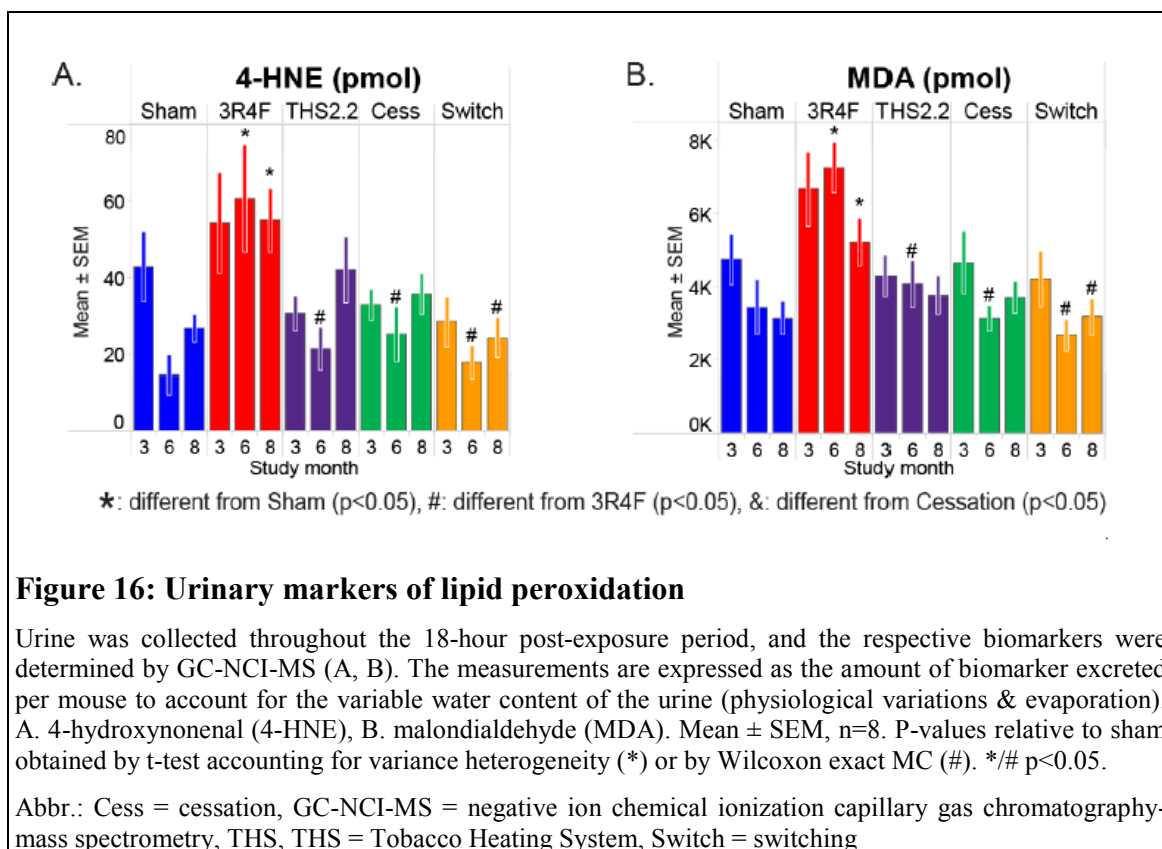 A.
4-HNE (pmol)
Sham 3R4F THS2.2 Cess Switch
80
60
40
20
0
Mean ± SEM
*
*
#
#
#
#
3 6 8 3 6 8 3 6 8 3 6 8 3 6 8
Study month
B.
MDA (pmol)
Sham 3R4F THS2.2 Cess Switch
8K
6K
4K
2K
0K
Mean ± SEM
*
*
#
#
#
#
3 6 8 3 6 8 3 6 8 3 6 8 3 6 8
Study month
*: different from Sham (p<0.05), #: different from 3R4F (p<0.05), &: different from Cessation (p<0.05)
.
Figure 16: Urinary markers of lipid peroxidation
Urine was collected throughout the 18-hour post-exposure period, and the respective biomarkers were
determined by GC-NCI-MS (A, B). The measurements are expressed as the amount of biomarker excreted
per mouse to account for the variable water content of the urine (physiological variations & evaporation)
A. 4-hydroxynonenal (4-HNE), B. malondialdehyde (MDA). Mean ± SEM, n=8. P-values relative to sham
obtained by t-test accounting for variance heterogeneity (*) or by Wilcoxon exact MC (#). */# p<0.05.
Abbr.: Cess = cessation, GC-NCI-MS = negative ion chemical ionization capillary gas chromatography-
mass spectrometry, THS, THS = Tobacco Heating System, Switch = switching